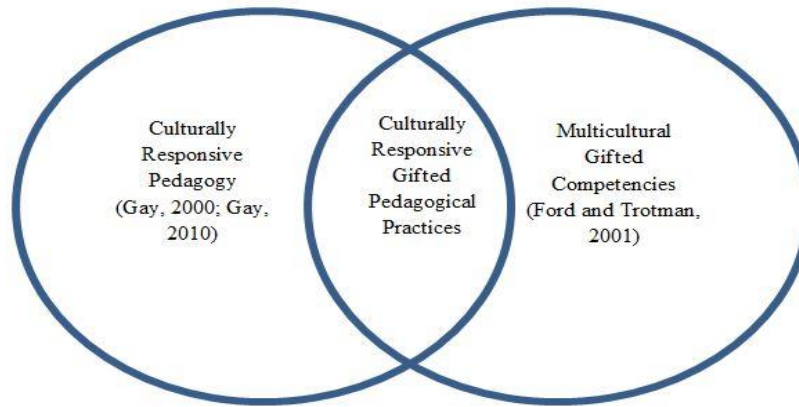 Culturally
Responsive
Pedagogy
(Gay, 2000; Gay,
2010)
Culturally
Responsive
Gifted
Pedagogical
Practices
Multicultural
Gifted
Competencies
(Ford and Trotman,
2001)